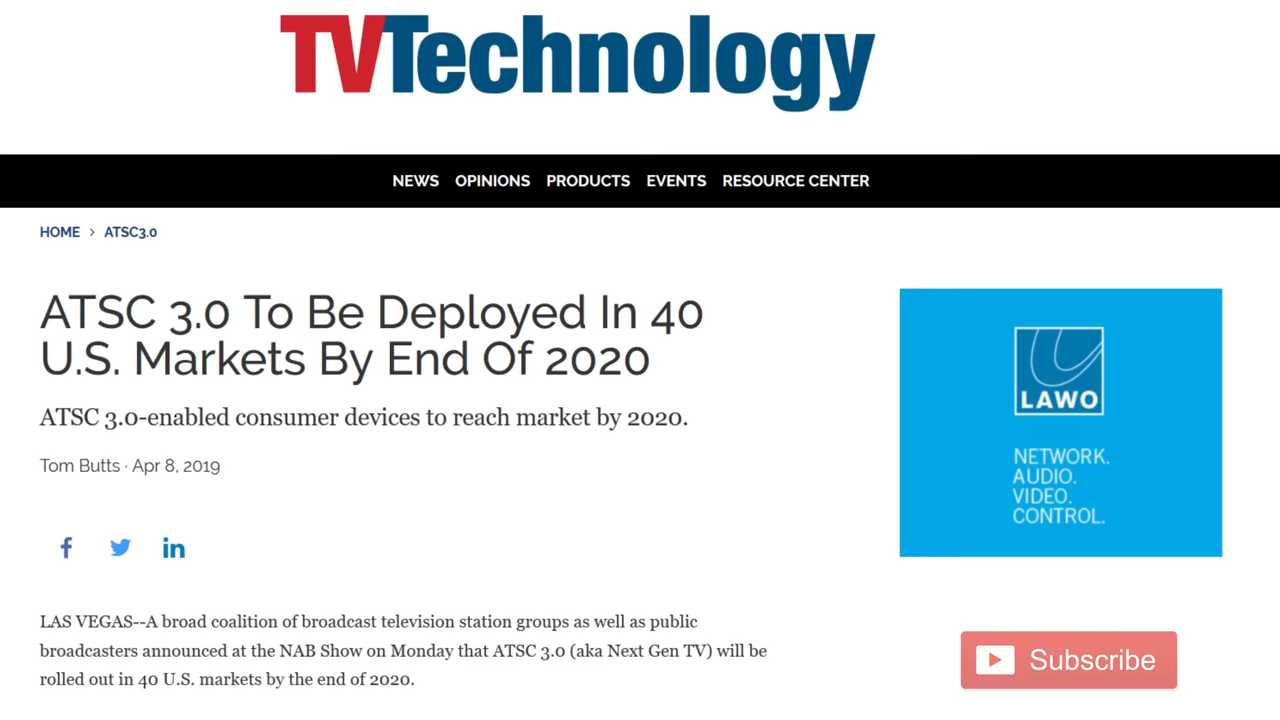 TVTechnology
NEWS OPINIONS PRODUCTS EVENTS RESOURCE CENTER
HOME > ATSC3.0
ATSC 3.0 To Be Deployed In 40
U.S. Markets By End Of 2020
ATSC 3.0-enabled consumer devices to reach market by 2020.
Tom Butts · Apr 8, 2019
f
in
LAS VEGAS--A broad coalition of broadcast television station groups as well as public
broadcasters announced at the NAB Show on Monday that ATSC 3.0 (aka Next Gen TV) will be
rolled out in 40 U.S. markets by the end of 2020.
LAWO
NETWORK.
AUDIO.
VIDEO.
CONTROL.
Subscribe